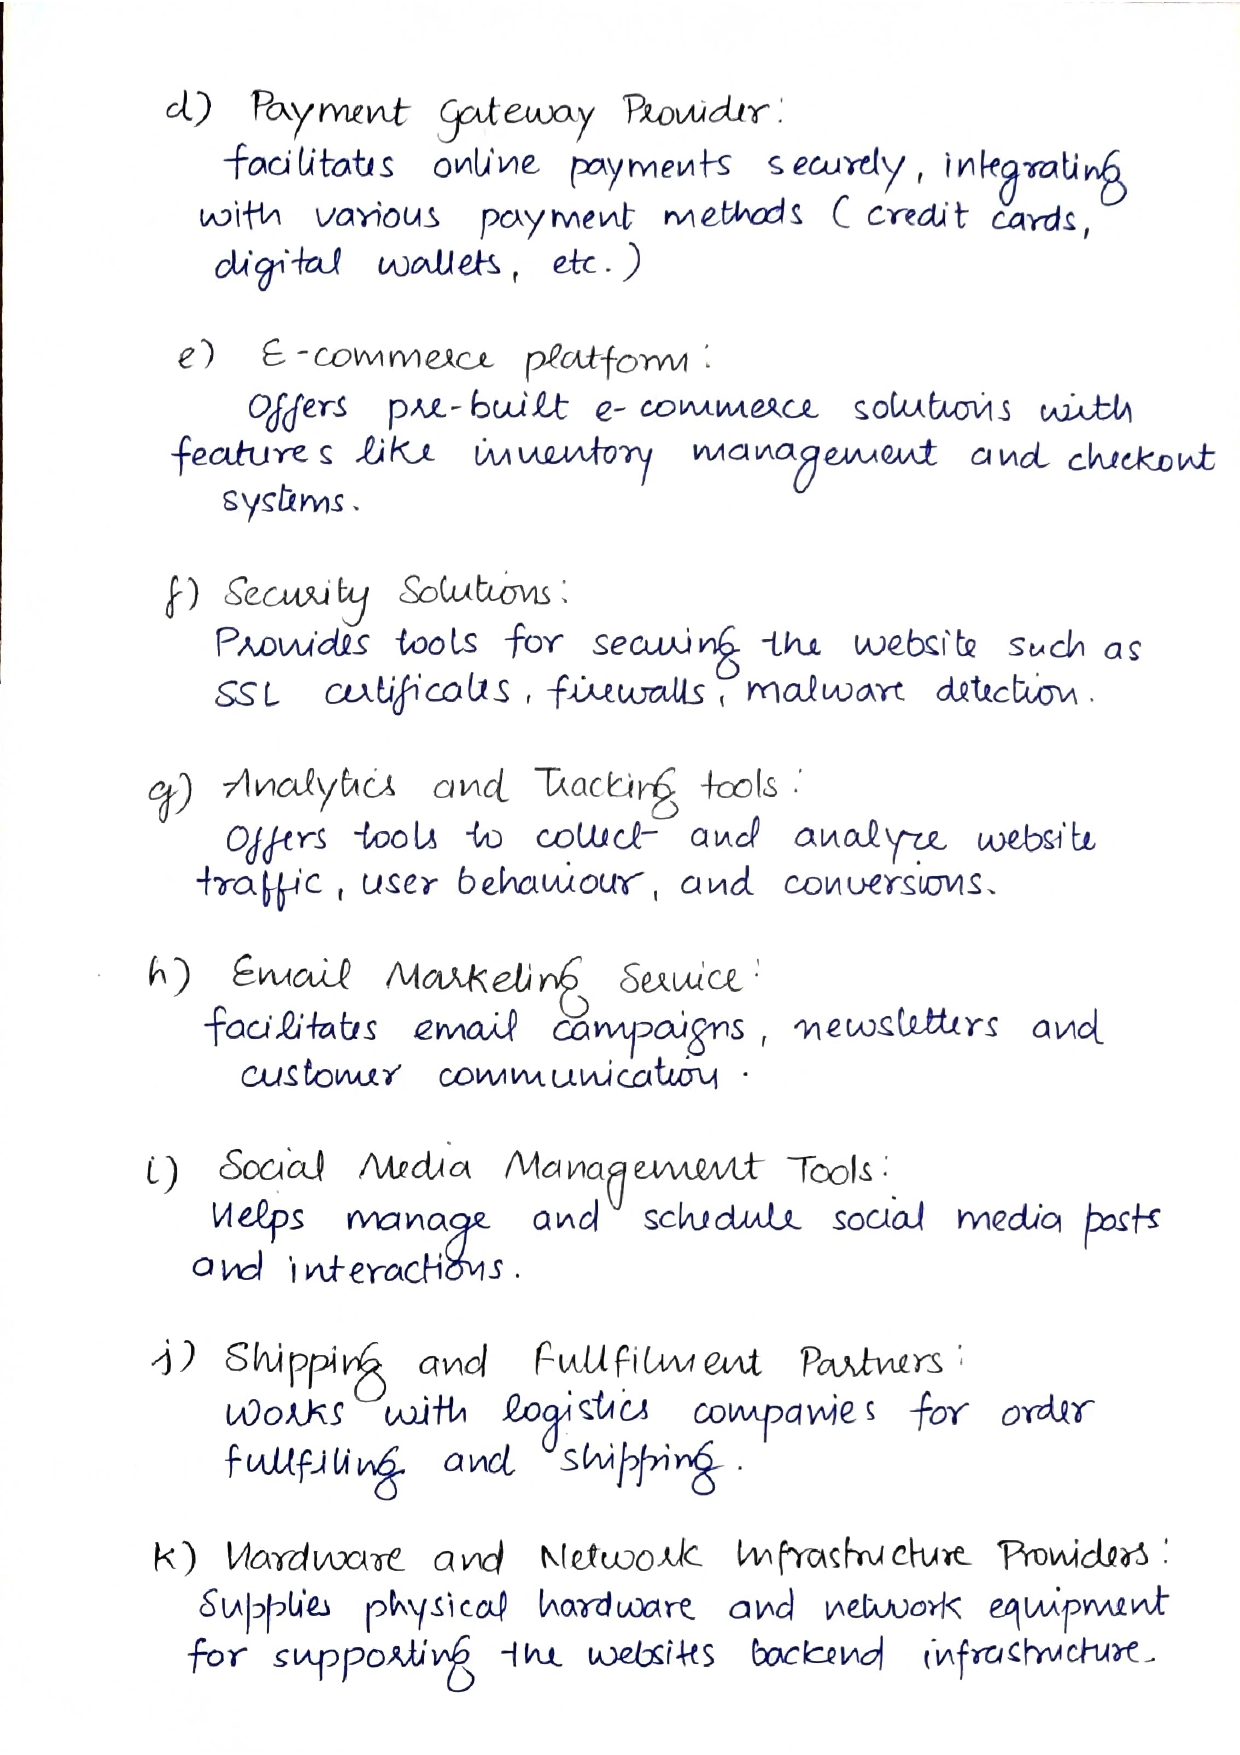 d) Payment Gateway Provider:
facilitates online payments securely, integrating
with various payment methods (credit cards,
digital wallets, etc.)
e) E-commerce platform:
Offers pre-built e-commerce solutions with
features like inventory management and checkout
systems.
f) Security Solutions:
Provides tools for securing the website such as
SSL certificates, firewalls, malware detection.
g) Analytics and Tracking tools:
Offers tools to collect and analyze website
traffic, user behaviour, and conversions.
h) Email Marketing Service:
facilitates email campaigns, newsletters and
customer communication.
i) Social Media Management Tools:
Helps manage and schedule social media posts
and interactions.
j) Shipping and Fullfilment Partners:
Works with logistics companies for order
fullfiling and shipping.
k) Hardware and Network Infrastructure Providers:
Supplies physical hardware and network equipment
for supporting the websites backend infrastructure.